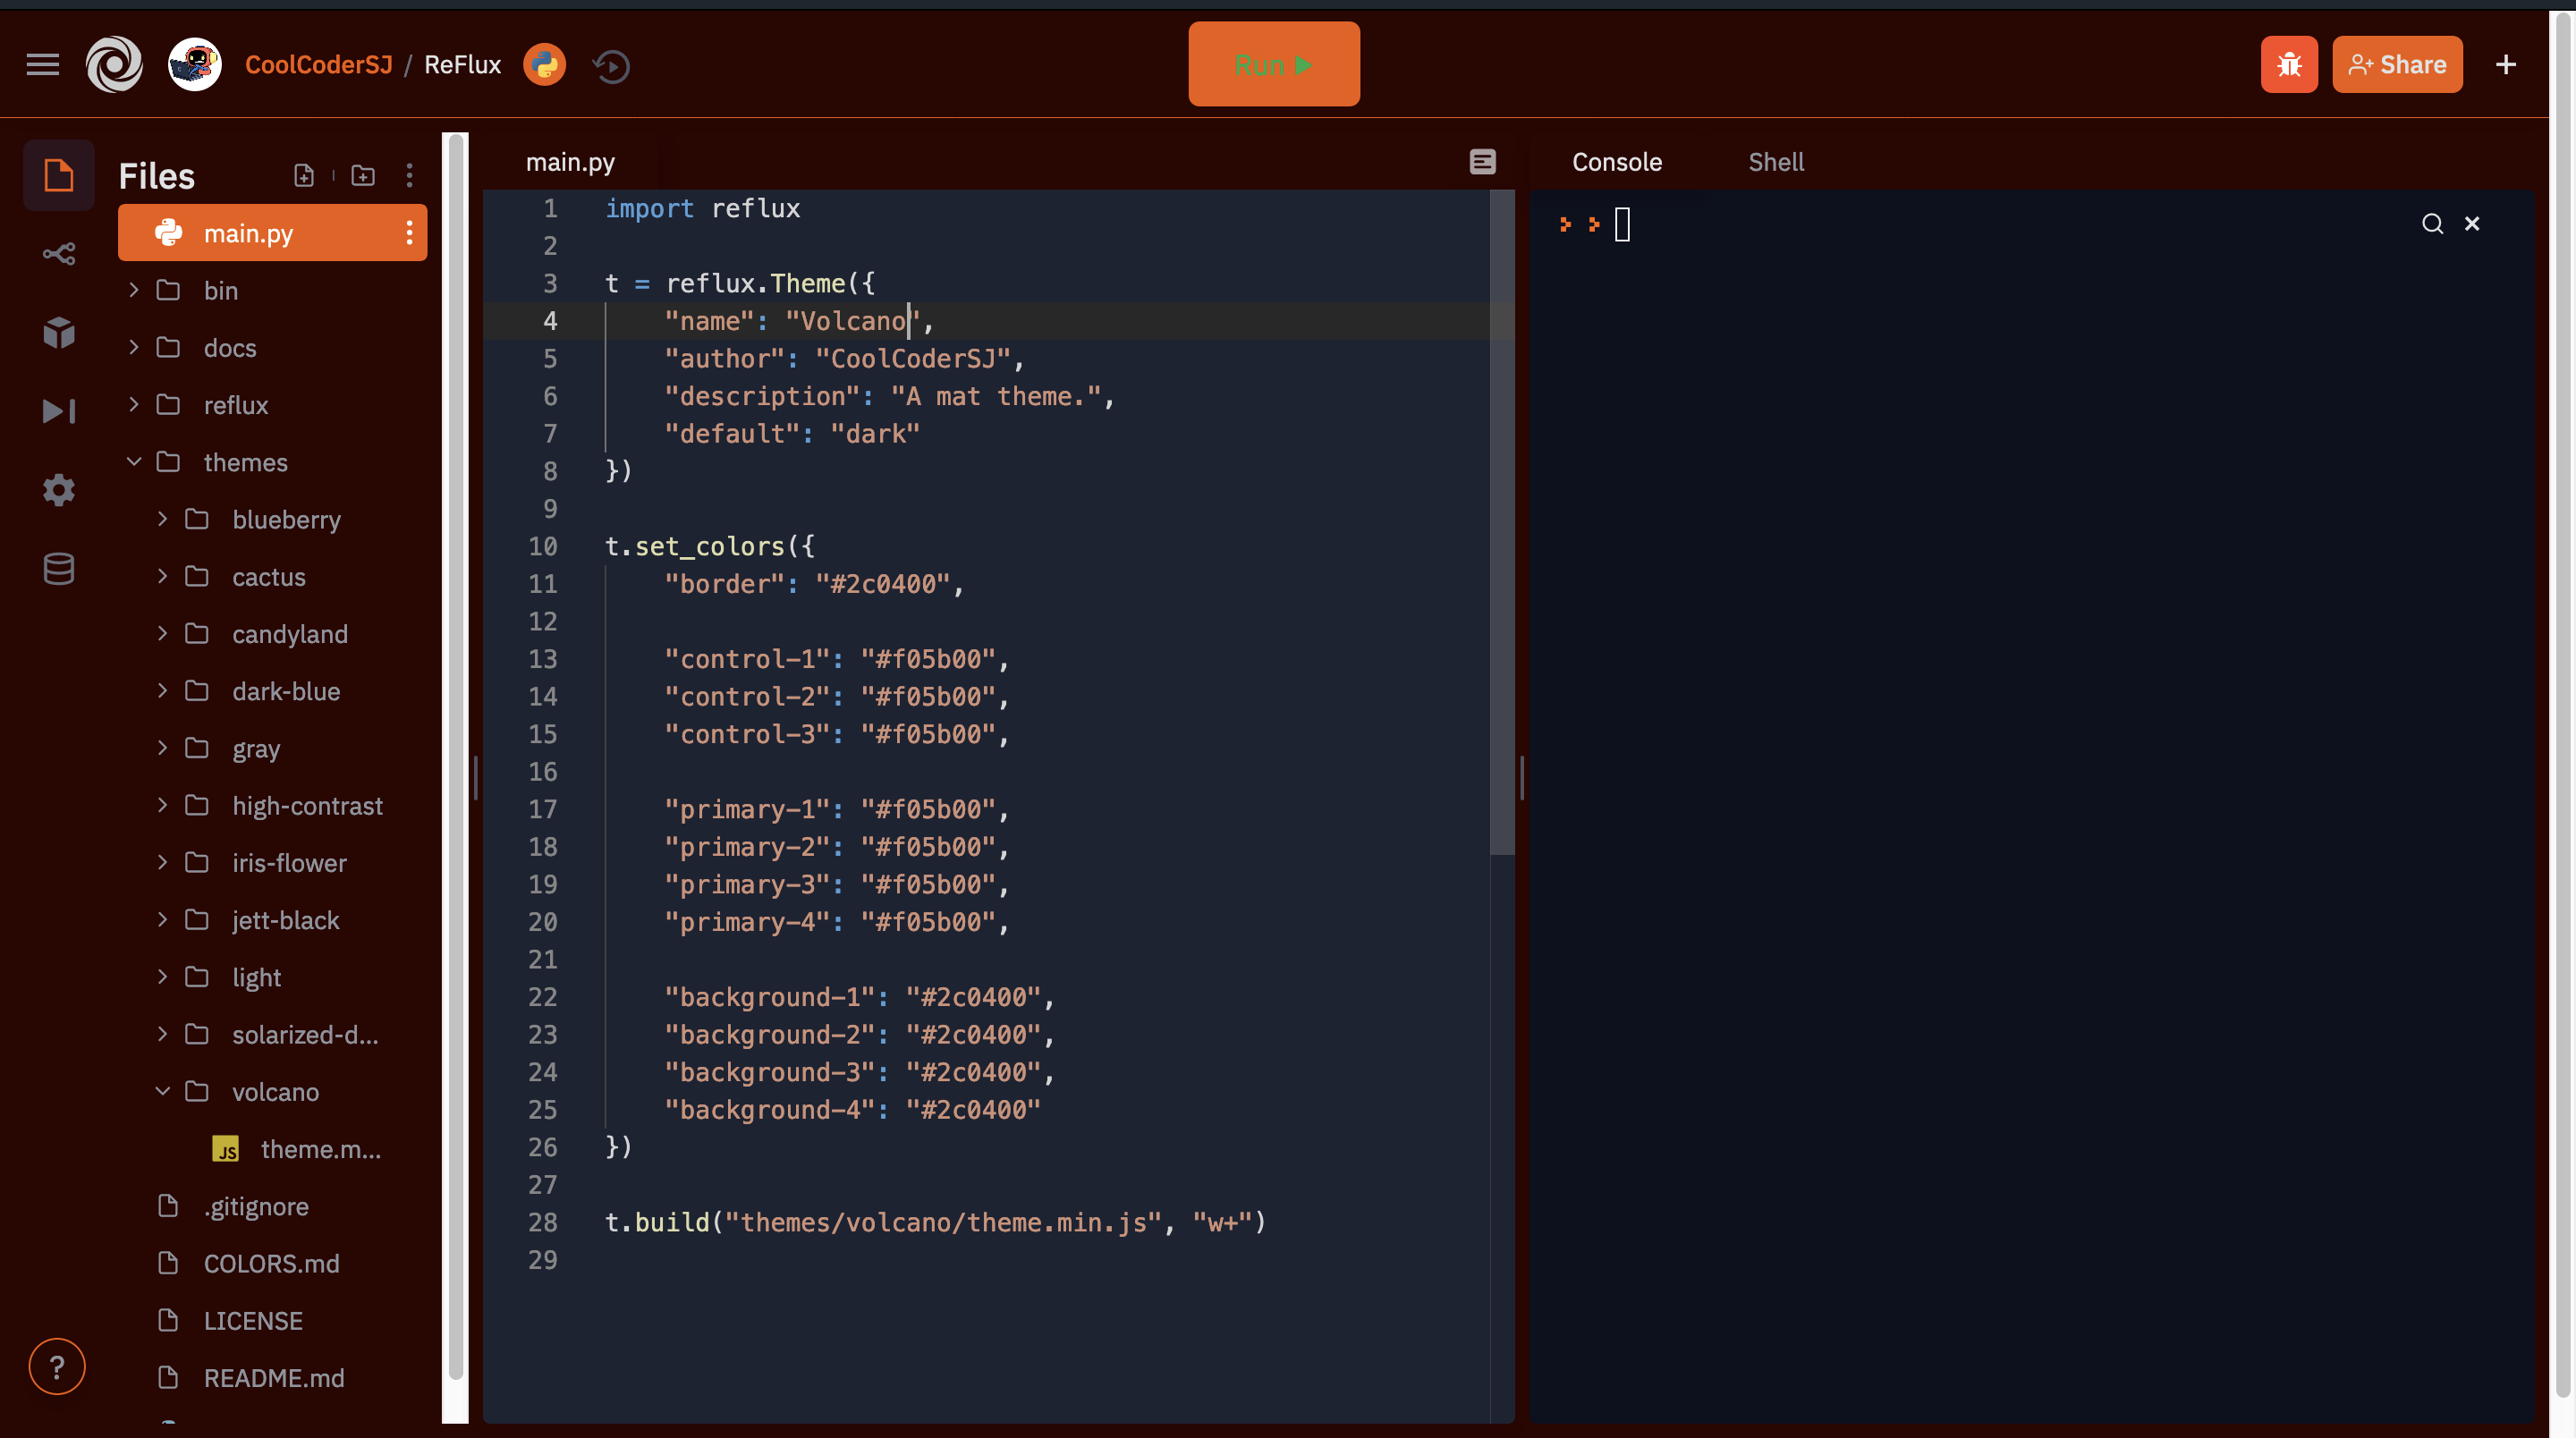 CoolCoderSJ / ReFlux
Run
Share
Files
main.py
bin
docs
reflux
themes
blueberry
cactus
candyland
dark-blue
gray
high-contrast
iris-flower
jett-black
light
solarized-d...
volcano
JS theme.m...
.gitignore
COLORS.md
LICENSE
README.md
?
main.py
1 import reflux
2
3 t = reflux.Theme({
4 "name": "Volcano",
5 "author": "CoolCoderSJ",
6 "description": "A mat theme.",
7 "default": "dark"
8 })
9
10 t.set_colors({
11 "border": "#2c0400",
12
13 "control-1": "#f05b00",
14 "control-2": "#f05b00",
15 "control-3": "#f05b00",
16
17 "primary-1": "#f05b00",
18 "primary-2": "#f05b00",
19 "primary-3": "#f05b00",
20 "primary-4": "#f05b00",
21
22 "background-1": "#2c0400",
23 "background-2": "#2c0400",
24 "background-3": "#2c0400",
25 "background-4": "#2c0400"
26 })
27
28 t.build("themes/volcano/theme.min.js", "w+")
29
Console
Shell